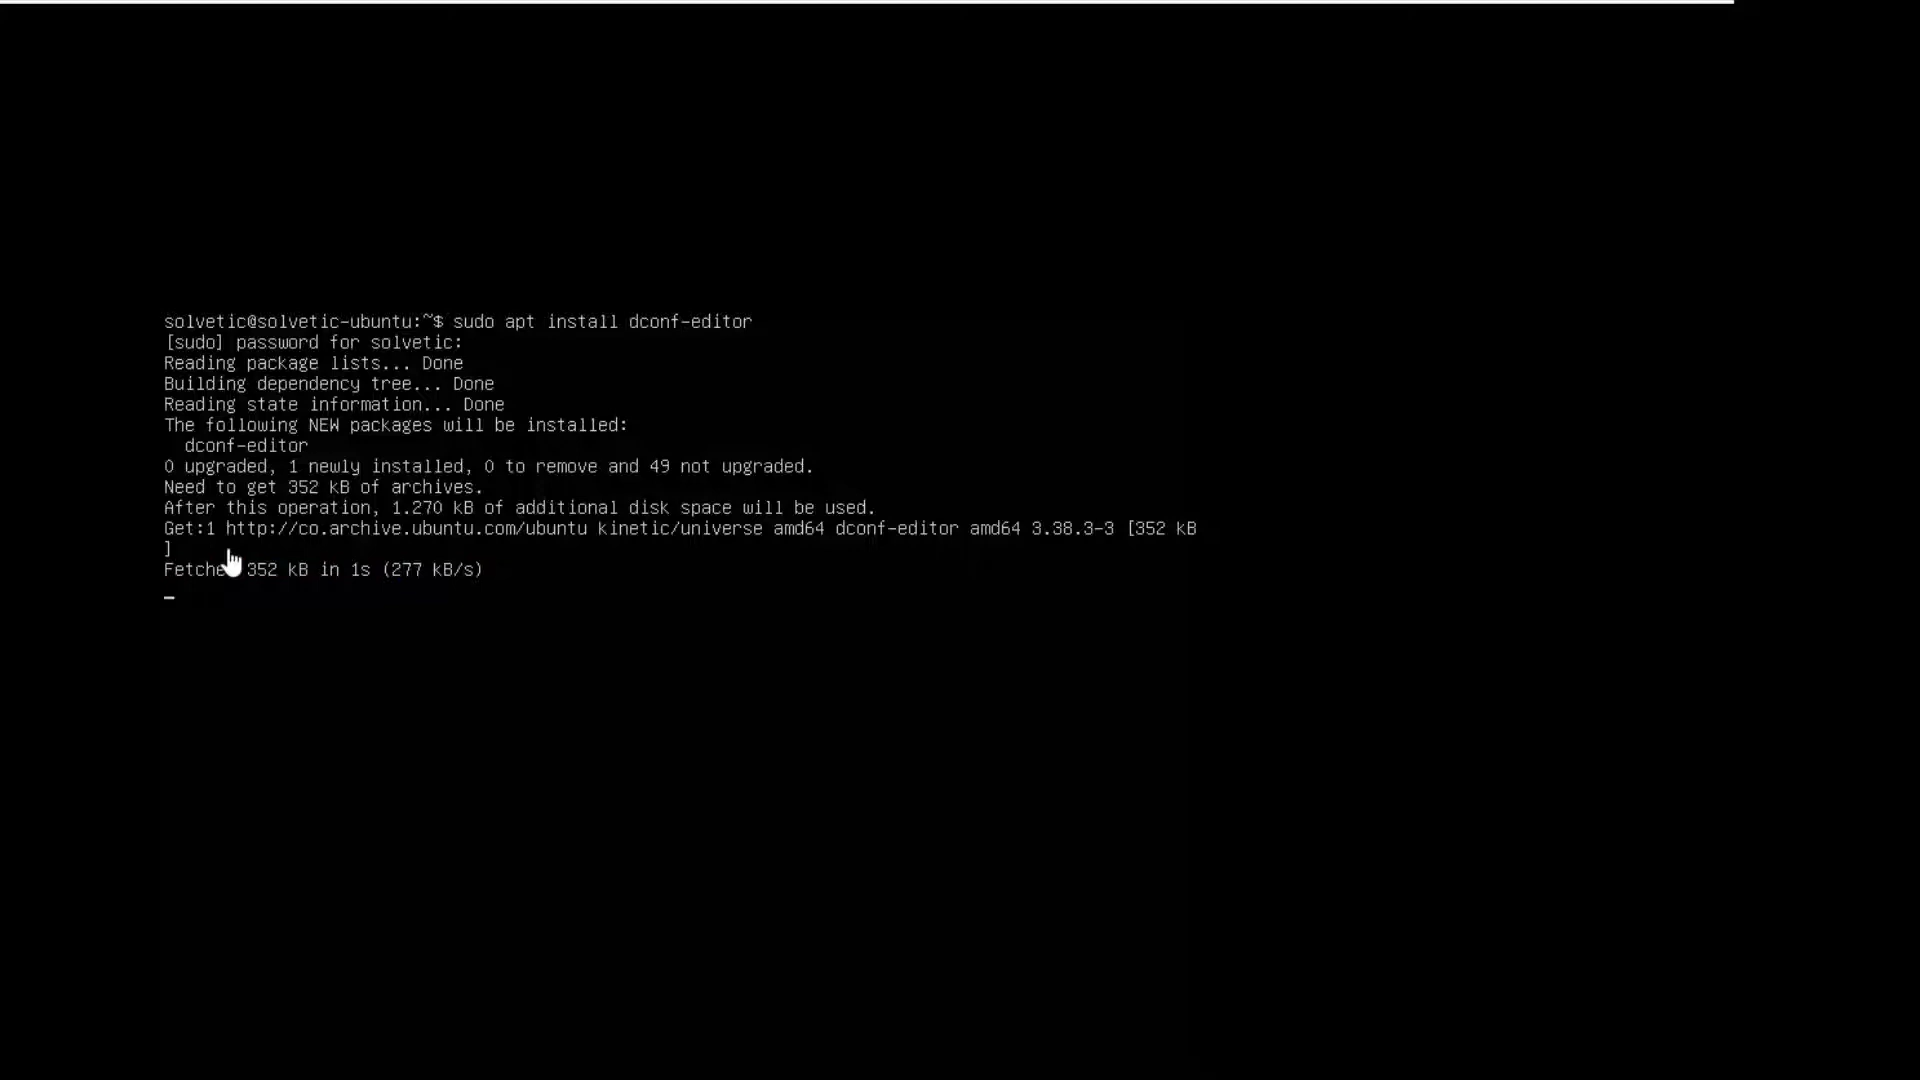 solvetic@solvetic-ubuntu:~$ sudo apt install dconf-editor
[sudo] password for solvetic:
Reading package lists... Done
Building dependency tree... Done
Reading state information... Done
The following NEW packages will be installed:
  dconf-editor
0 upgraded, 1 newly installed, 0 to remove and 49 not upgraded.
Need to get 352 kB of archives.
After this operation, 1.270 kB of additional disk space will be used.
Get:1 http://co.archive.ubuntu.com/ubuntu kinetic/universe amd64 dconf-editor amd64 3.38.3-3 [352 kB
]
Fetched 352 kB in 1s (277 kB/s)